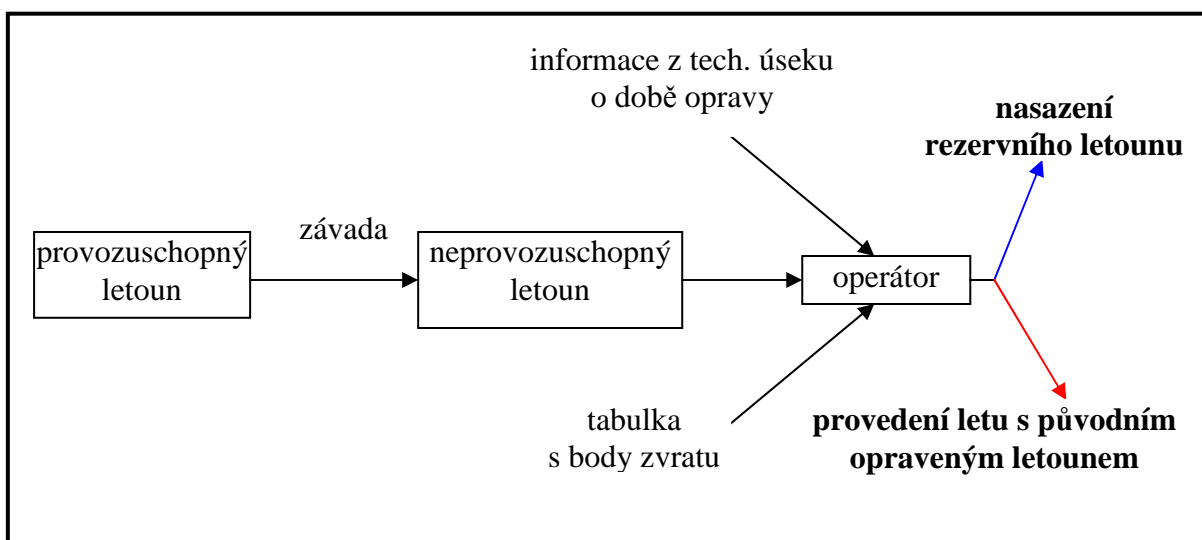 informace z tech. úseku
o době opravy
nasazení
rezervního letounu
závada
provozuschopný
letoun
neprovozuschopný
letoun
operátor
tabulka
s body zvratu
provedení letu s původním
opraveným letounem